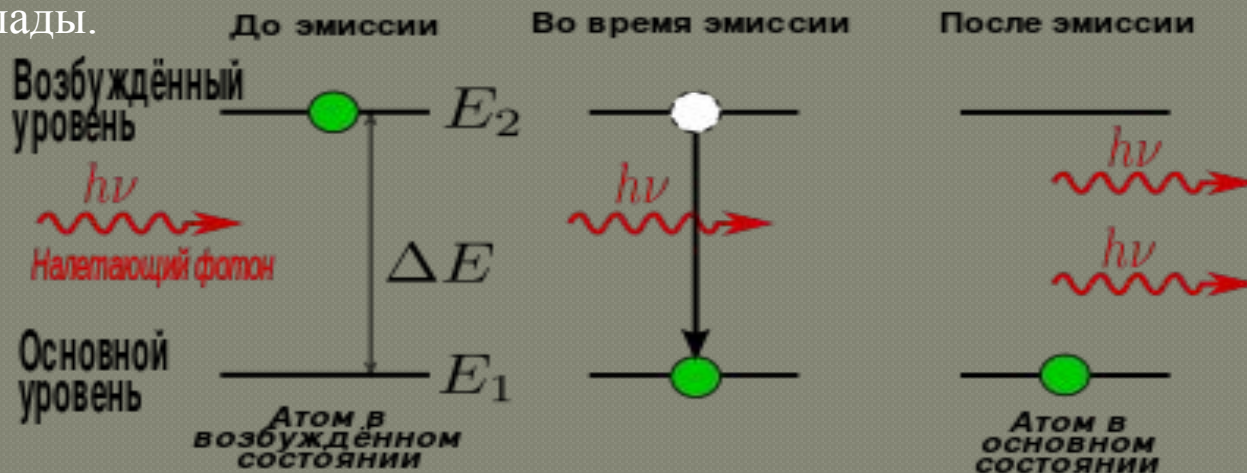 До эмиссии
Во время эмиссии
После эмиссии
Возбуждённый
уровень
E₂
hν
Налетающий фотон
ΔE
hν
hν
hν
Основной
уровень
E₁
Атом в
возбуждённом
состоянии
Атом в
основном
состоянии